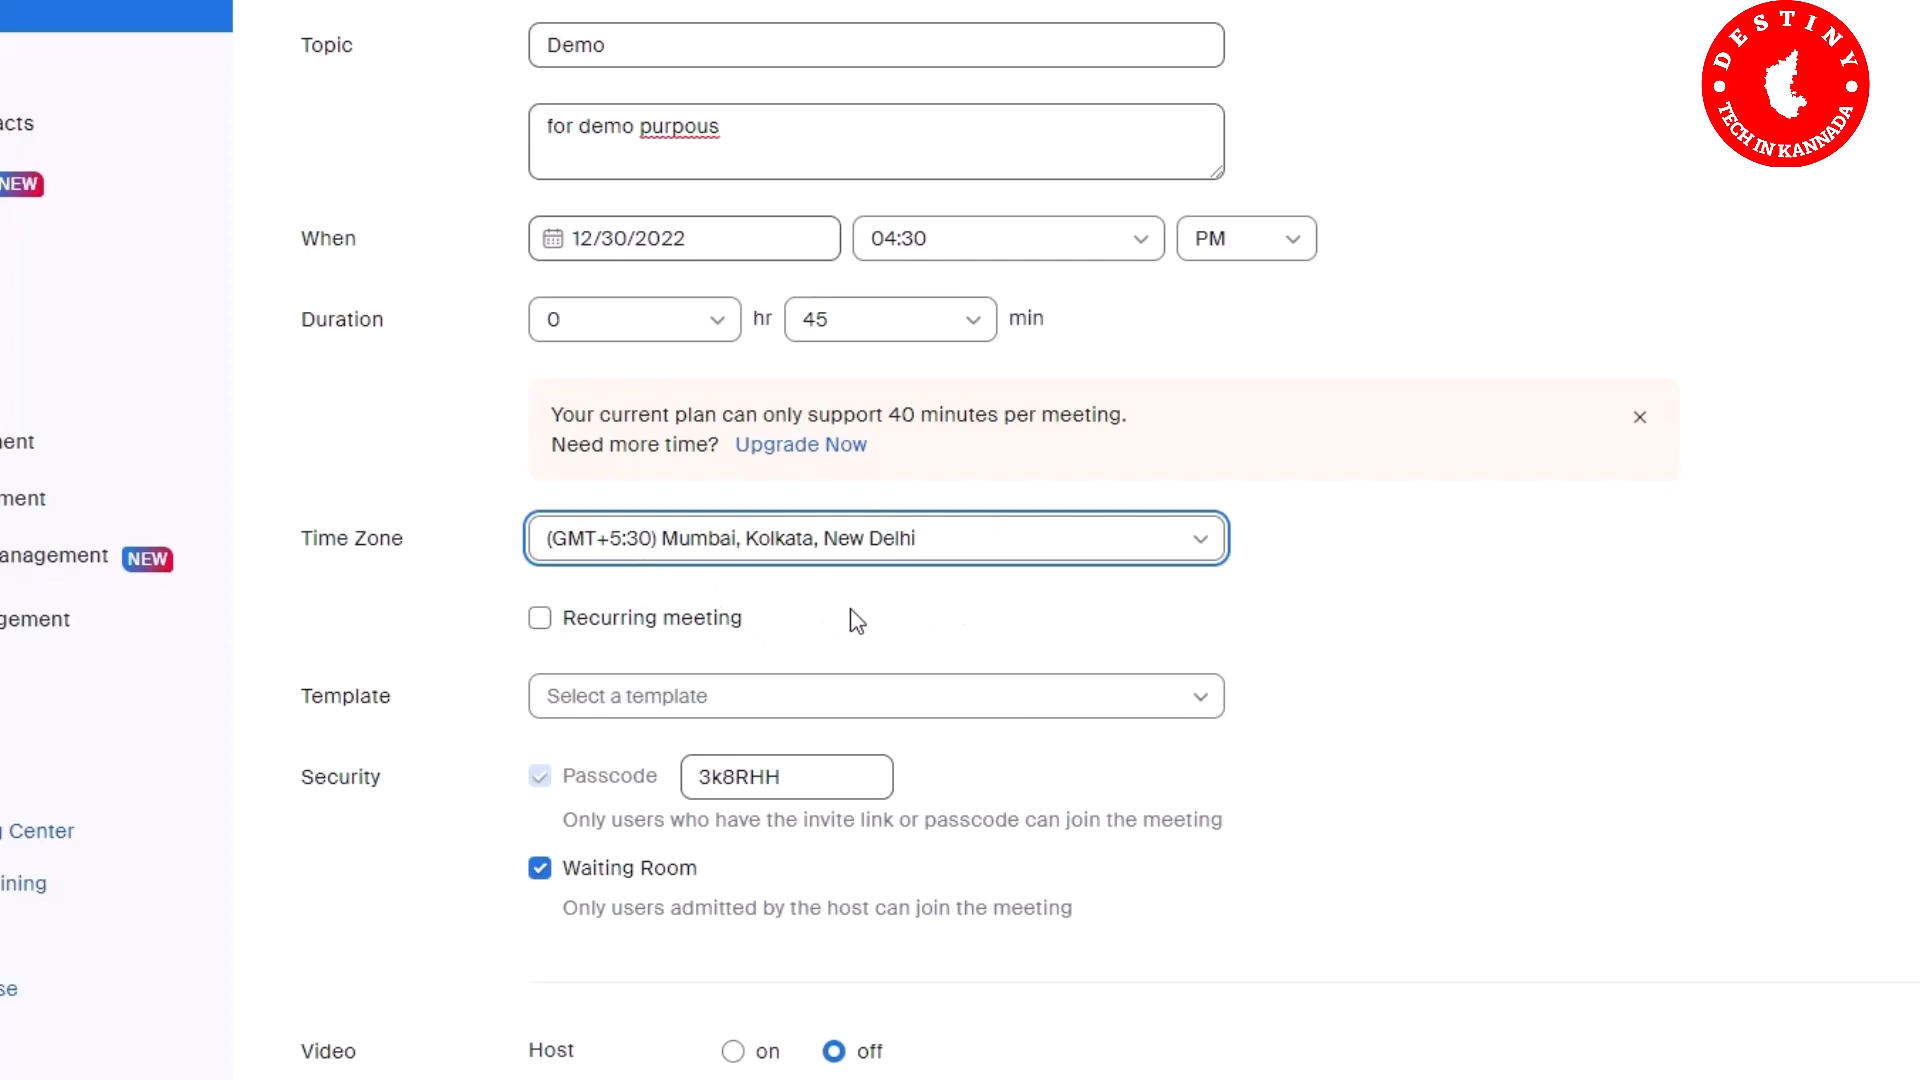 Topic
Demo
for demo purpous
When
12/30/2022
04:30
PM
Duration
0
hr
45
min
Your current plan can only support 40 minutes per meeting.
Need more time? Upgrade Now
Time Zone
(GMT+5:30) Mumbai, Kolkata, New Delhi
Recurring meeting
Template
Select a template
Security
Passcode
3k8RHH
Only users who have the invite link or passcode can join the meeting
Waiting Room
Only users admitted by the host can join the meeting
Video
Host
on
off
acts
NEW
ent
ment
anagement NEW
gement
Center
ining
se
DESTINY
TECH IN KANNADA